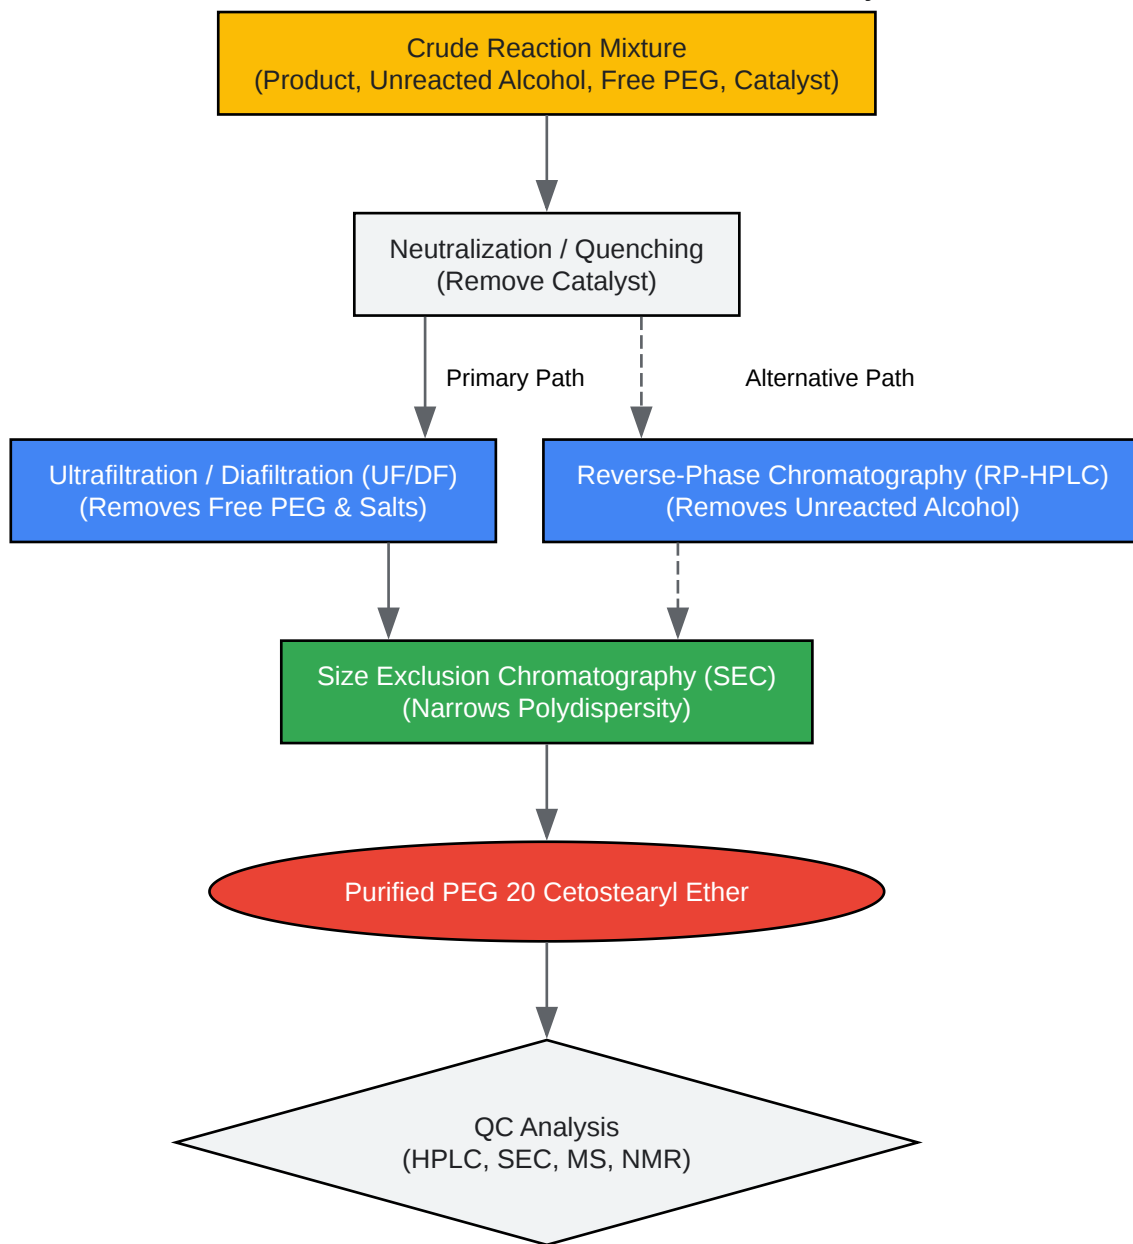 Crude Reaction Mixture
(Product, Unreacted Alcohol, Free PEG, Catalyst)
Neutralization / Quenching
(Remove Catalyst)
Primary Path
Alternative Path
Ultrafiltration / Diafiltration (UF/DF)
(Removes Free PEG & Salts)
Reverse-Phase Chromatography (RP-HPLC)
(Removes Unreacted Alcohol)
Size Exclusion Chromatography (SEC)
(Narrows Polydispersity)
Purified PEG 20 Cetostearyl Ether
QC Analysis
(HPLC, SEC, MS, NMR)